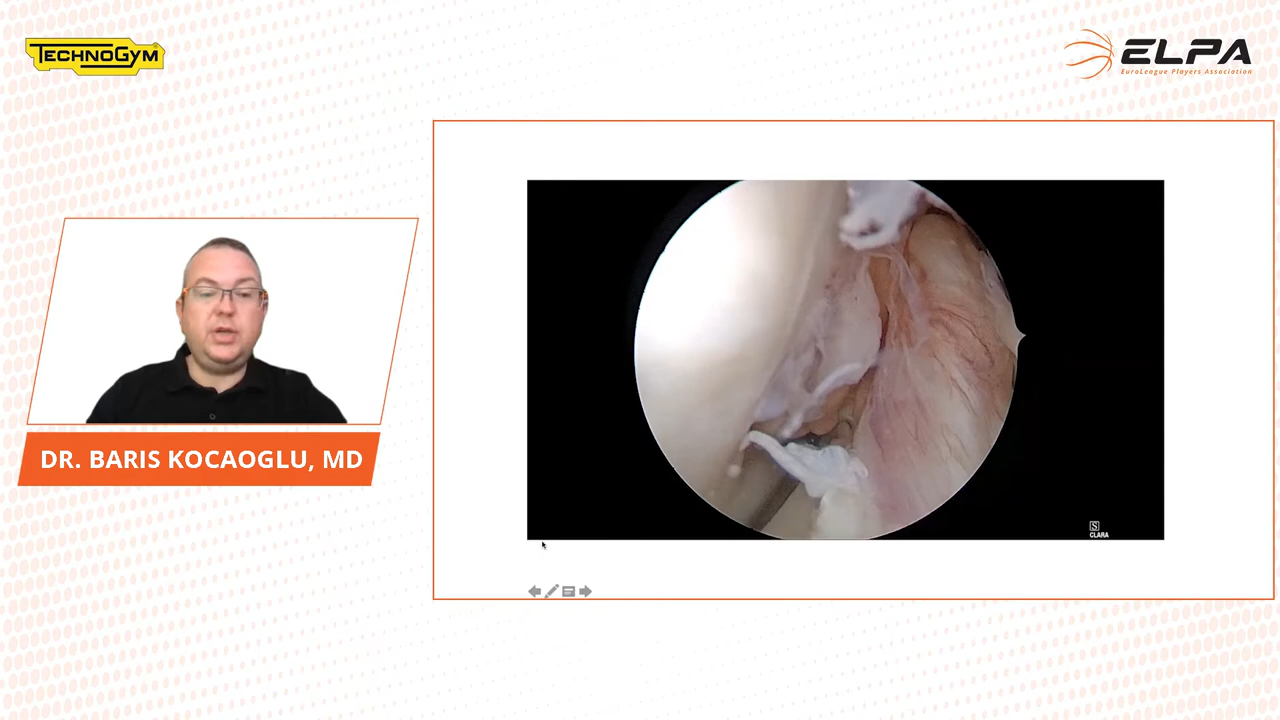 TECHNOGYM
ELPA
EuroLeague Players Association
DR. BARIS KOCAOGLU, MD
S
CLARA